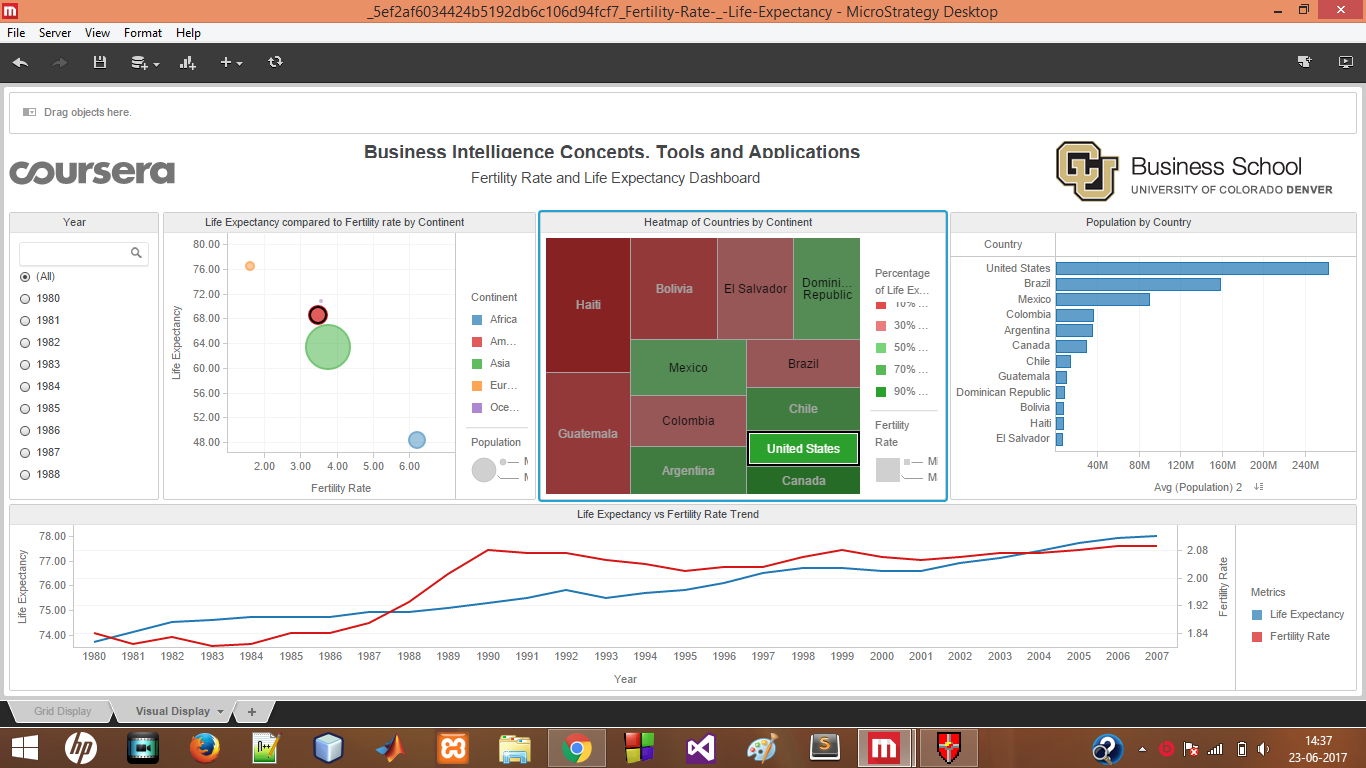 _5ef2af6034424b5192db6c106d94fcf7_Fertility-Rate-_-Life-Expectancy - MicroStrategy Desktop
File Server View Format Help
Drag objects here.
coursera
Business Intelligence Concepts, Tools and Applications
Fertility Rate and Life Expectancy Dashboard
CU
Business School
UNIVERSITY OF COLORADO DENVER
Year
(All)
1980
1981
1982
1983
1984
1985
1986
1987
1988
Life Expectancy compared to Fertility rate by Continent
Life Expectancy
80.00
76.00
72.00
68.00
64.00
60.00
56.00
52.00
48.00
2.00 3.00 4.00 5.00 6.00
Fertility Rate
Continent
Africa
Am...
Asia
Eur...
Oce...
Population
Heatmap of Countries by Continent
Haiti
Guatemala
Bolivia
El Salvador
Domini...
Republic
Mexico
Brazil
Colombia
Chile
Argentina
United States
Canada
Percentage
of Life Ex...
10% ...
30% ...
50% ...
70% ...
90% ...
Fertility
Rate
Population by Country
Country
United States
Brazil
Mexico
Colombia
Argentina
Canada
Chile
Guatemala
Dominican Republic
Bolivia
Haiti
El Salvador
40M 80M 120M 160M 200M 240M
Avg (Population) 2
Life Expectancy vs Fertility Rate Trend
Life Expectancy
78.00
77.00
76.00
75.00
74.00
1980 1981 1982 1983 1984 1985 1986 1987 1988 1989 1990 1991 1992 1993 1994 1995 1996 1997 1998 1999 2000 2001 2002 2003 2004 2005 2006 2007
Year
2.08
2.00
1.92
1.84
Fertility Rate
Metrics
Life Expectancy
Fertility Rate
Grid Display
Visual Display
14:37
23-06-2017